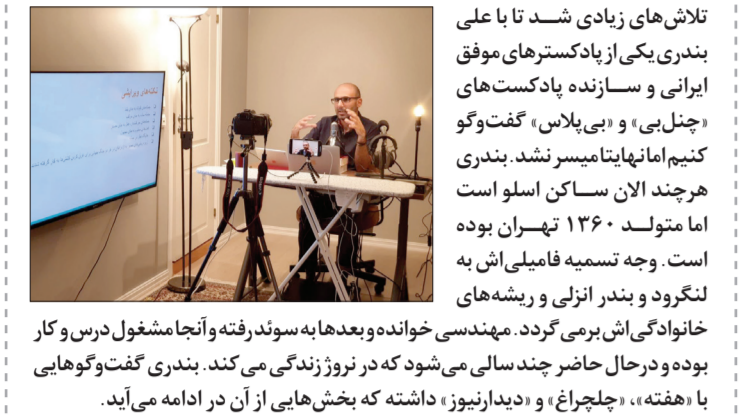 تلاش‌های زیادی شد تا با علی
بندری یکی از پادکسترهای موفق
ایرانی و سازنده پادکست‌های
«چنل‌بی» و «بی‌پلاس» گفت‌وگو
کنیم اما نهایتا میسر نشد. بندری
هرچند الان ساکن اسلو است
اما متولد ۱۳۶۰ تهران بوده
است. وجه تسمیه فامیلی‌اش به
لنگرود و بندر انزلی و ریشه‌های
خانوادگی‌اش برمی‌گردد. مهندسی خوانده و بعدها به سوئد رفته و آنجا مشغول درس و کار
بوده و درحال حاضر چند سالی می‌شود که در نروژ زندگی می‌کند. بندری گفت‌وگوهایی
با «هفته»، «چلچراغ» و «دیدارنیوز» داشته که بخش‌هایی از آن در ادامه می‌آید.
تکیه‌های ویرایشی